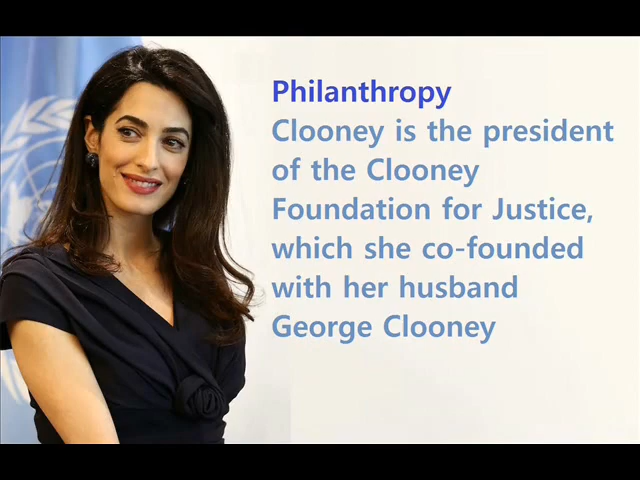 Philanthropy
Clooney is the president
of the Clooney
Foundation for Justice,
which she co-founded
with her husband
George Clooney